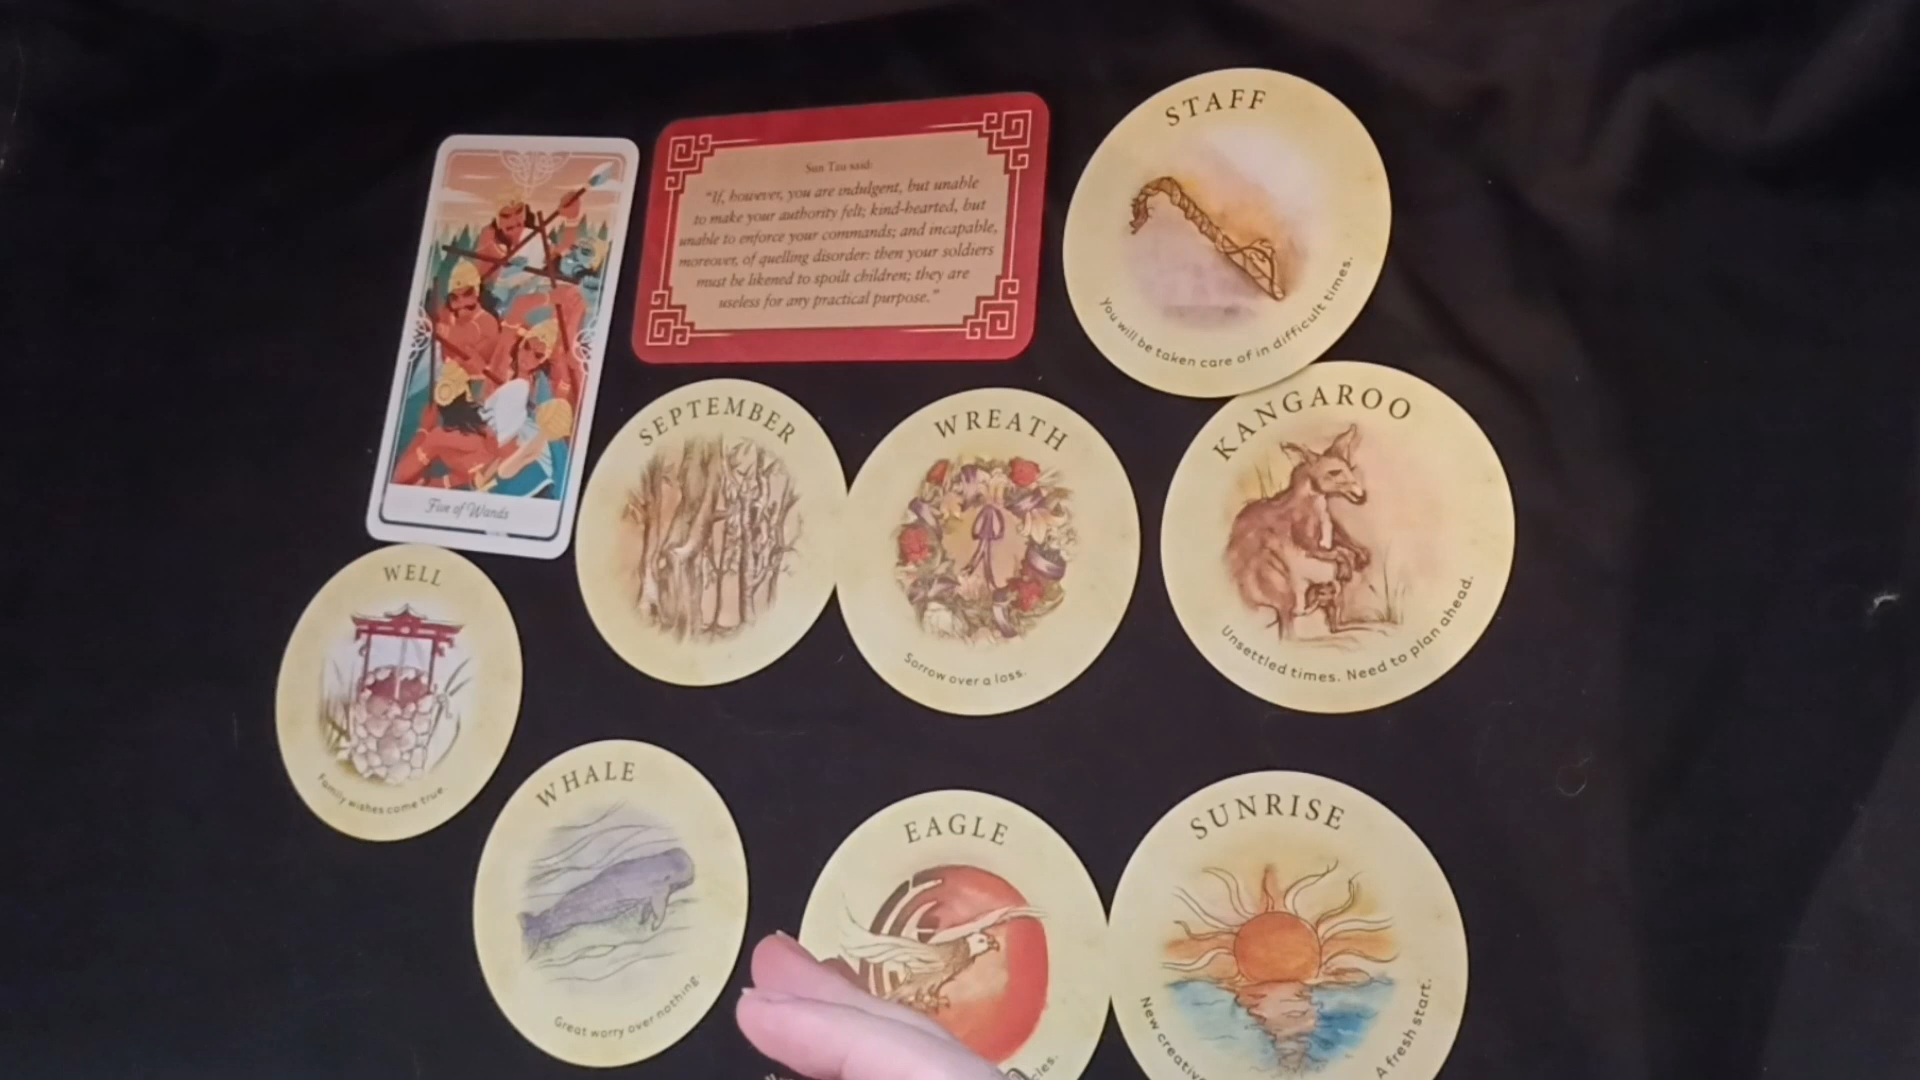 Five of Wands
Sun Tzu said:
"If, however, you are indulgent, but unable
to make your authority felt; kind-hearted, but
unable to enforce your commands; and incapable,
moreover, of quelling disorder: then your soldiers
must be likened to spoilt children; they are
useless for any practical purpose."
STAFF
You will be taken care of in difficult times.
SEPTEMBER
WREATH
Sorrow over a loss.
KANGAROO
Unsettled times. Need to plan ahead.
WELL
Family wishes come true.
WHALE
Great worry over nothing.
EAGLE
SUNRISE
New creative
A fresh start.